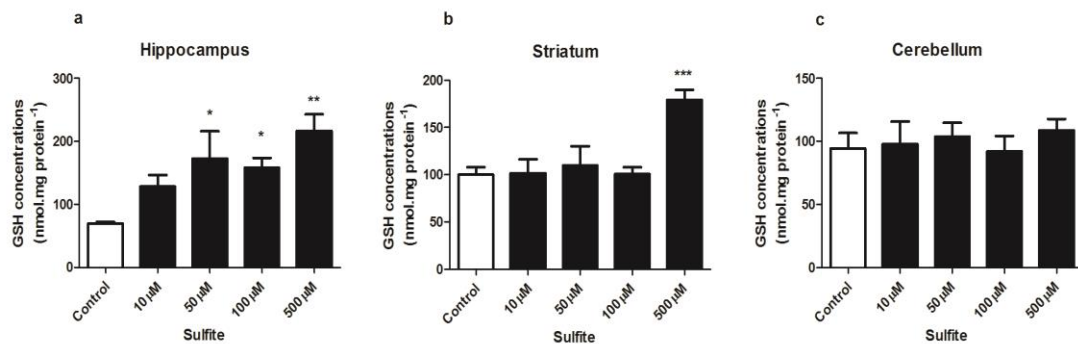 a
Hippocampus
GSH concentrations
(nmol.mg protein⁻¹)
300
200
100
0
*
*
**
Control
10 µM
50 µM
100 µM
500 µM
Sulfite
b
Striatum
GSH concentrations
(nmol.mg protein⁻¹)
200
150
100
50
0
***
Control
10 µM
50 µM
100 µM
500 µM
Sulfite
c
Cerebellum
GSH concentrations
(nmol.mg protein⁻¹)
150
100
50
0
Control
10 µM
50 µM
100 µM
500 µM
Sulfite